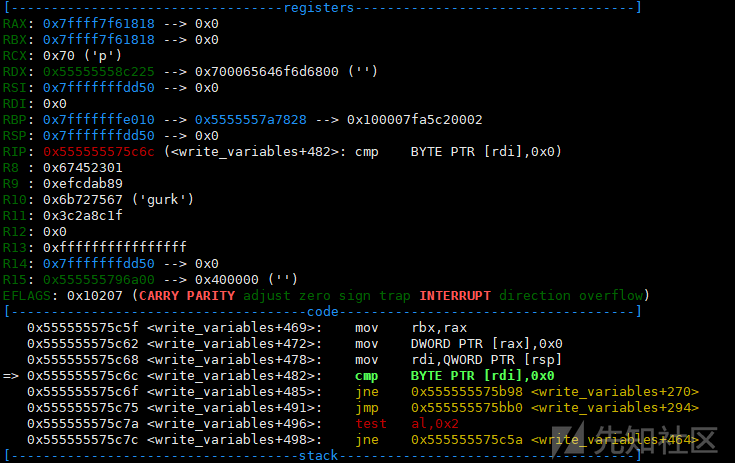 [----------------------------------registers-----------------------------------]
RAX: 0x7ffff7f61818 --> 0x0
RBX: 0x7ffff7f61818 --> 0x0
RCX: 0x70 ('p')
RDX: 0x55555558c225 --> 0x700065646f6d6800 ('')
RSI: 0x7fffffffdd50 --> 0x0
RDI: 0x0
RBP: 0x7fffffffe010 --> 0x5555557a7828 --> 0x100007fa5c20002
RSP: 0x7fffffffdd50 --> 0x0
RIP: 0x555555575c6c (<write_variables+482>: cmp    BYTE PTR [rdi],0x0)
R8 : 0x67452301
R9 : 0xefcdab89
R10: 0x6b727567 ('gurk')
R11: 0x3c2a8c1f
R12: 0x0
R13: 0xffffffffffffffff
R14: 0x7fffffffdd50 --> 0x0
R15: 0x555555796a00 --> 0x400000 ('')
EFLAGS: 0x10207 (CARRY PARITY adjust zero sign trap INTERRUPT direction overflow)
[-------------------------------------code-------------------------------------]
   0x555555575c5f <write_variables+469>:	mov    rbx,rax
   0x555555575c62 <write_variables+472>:	mov    DWORD PTR [rax],0x0
   0x555555575c68 <write_variables+478>:	mov    rdi,QWORD PTR [rsp]
=> 0x555555575c6c <write_variables+482>:	cmp    BYTE PTR [rdi],0x0
   0x555555575c6f <write_variables+485>:	jne    0x555555575b98 <write_variables+270>
   0x555555575c75 <write_variables+491>:	jmp    0x555555575bb0 <write_variables+294>
   0x555555575c7a <write_variables+496>:	test   al,0x2
   0x555555575c7c <write_variables+498>:	jne    0x555555575c5a <write_variables+464>
[------------------------------------stack-------------------------------------]
先知社区